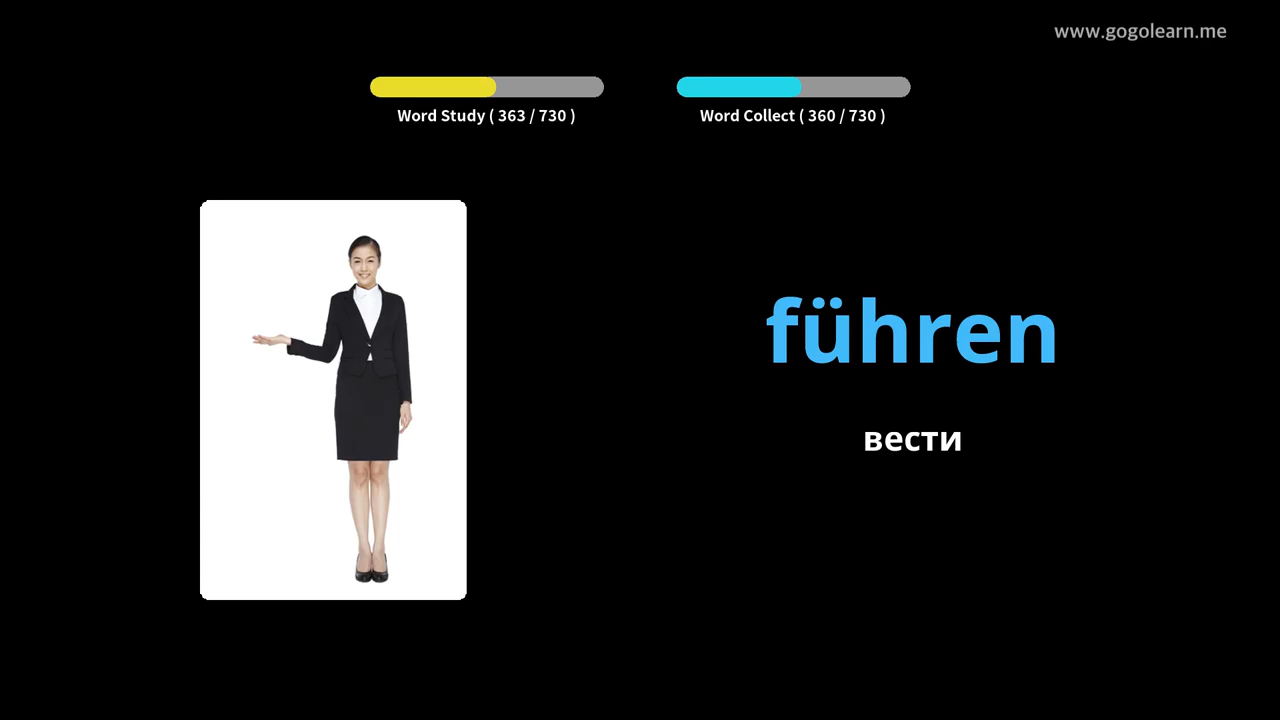 www.gogolearn.me
Word Study ( 363 / 730 )
Word Collect ( 360 / 730 )
führen
вести